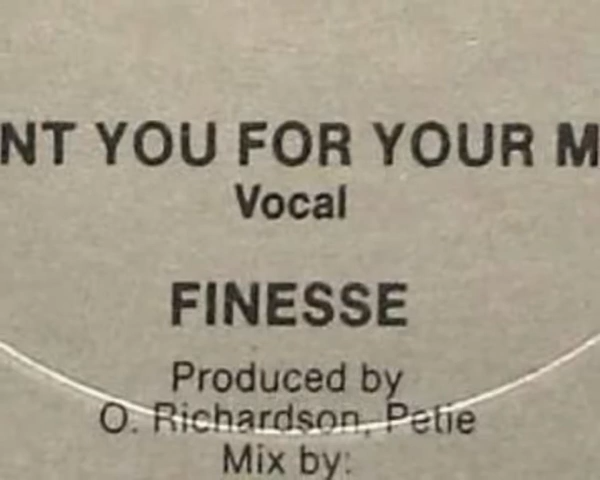 NT YOU FOR YOUR M
Vocal
FINESSE
Produced by
O. Richardson, Petie
Mix by: